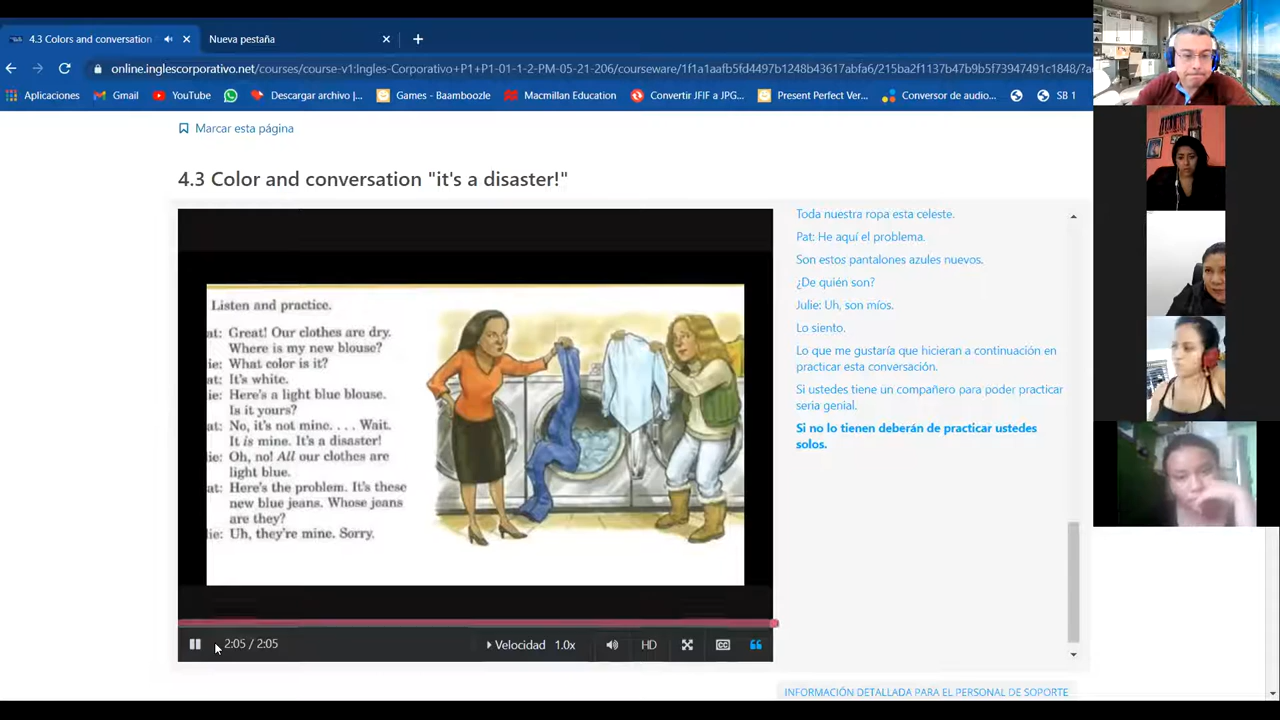 4.3 Colors and conversation
Nueva pestaña
online.inglescorporativo.net/courses/course-v1:Ingles-Corporativo+P1+P1-1-1-2-PM-05-21-206/courseware/1f1a1aafb5fd4497b1248b43617abfa6/215ba2f1137b47b9b5f73947491c1848/?a
Aplicaciones
Gmail
YouTube
Descargar archivo |...
Games - Baamboozle
Macmillan Education
Convertir JFIF a JPG...
Present Perfect Ver...
Conversor de audio...
SB 1
Marcar esta página
4.3 Color and conversation "it's a disaster!"
Listen and practice.
at: Great! Our clothes are dry.
Where is my new blouse?
ie: What color is it?
at: It's white.
ie: Here's a light blue blouse.
Is it yours?
at: No, it's not mine. . . . Wait.
It is mine. It's a disaster!
ie: Oh, no! All our clothes are
light blue.
at: Here's the problem. It's these
new blue jeans. Whose jeans
are they?
lie: Uh, they're mine. Sorry.
Toda nuestra ropa esta celeste.
Pat: He aquí el problema.
Son estos pantalones azules nuevos.
¿De quién son?
Julie: Uh, son míos.
Lo siento.
Lo que me gustaría que hicieran a continuación en
practicar esta conversación.
Si ustedes tiene un compañero para poder practicar
seria genial.
Si no lo tienen deberán de practicar ustedes
solos.
2:05 / 2:05
Velocidad 1.0x
HD
CC
INFORMACIÓN DETALLADA PARA EL PERSONAL DE SOPORTE